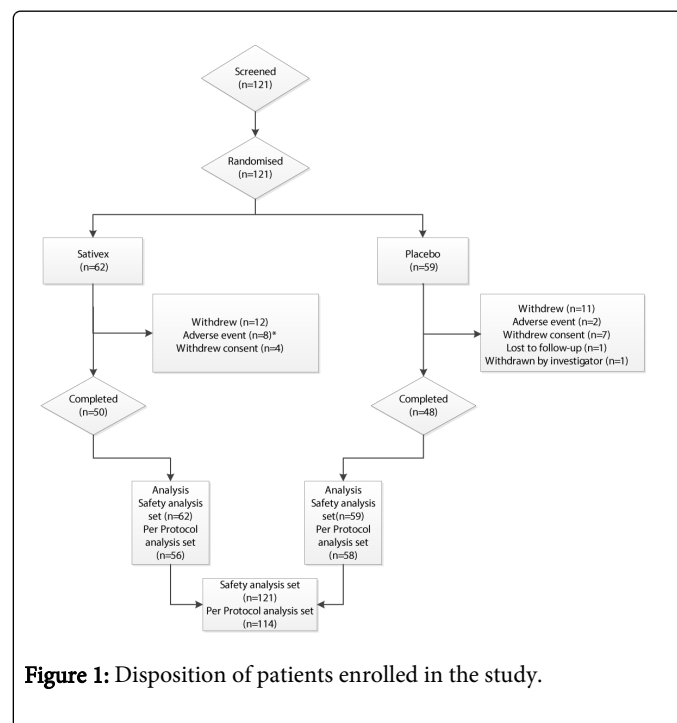 Screened
(n=121)
Randomised
(n=121)
Sativex
(n=62)
Placebo
(n=59)
Withdrew (n=12)
Adverse event (n=8)*
Withdrew consent (n=4)
Withdrew (n=11)
Adverse event (n=2)
Withdrew consent (n=7)
Lost to follow-up (n=1)
Withdrawn by investigator (n=1)
Completed
(n=50)
Completed
(n=48)
Analysis
Safety analysis
set (n=62)
Per Protocol
analysis set
(n=56)
Analysis
Safety analysis
set(n=59)
Per Protocol
analysis set
(n=58)
Safety analysis set
(n=121)
Per Protocol analysis set
(n=114)
Figure 1: Disposition of patients enrolled in the study.